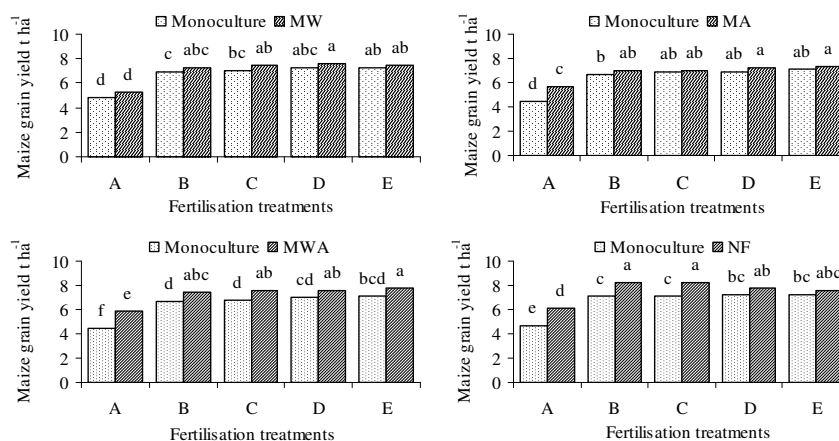 Monoculture MW
Maize grain yield t ha⁻¹
10
8
6
4
2
0
d d c abc bc ab abc a ab ab
A B C D E
Fertilisation treatments
Monoculture MA
Maize grain yield t ha⁻¹
10
8
6
4
2
0
d c b ab ab ab ab a ab a
A B C D E
Fertilisation treatments
Monoculture MWA
Maize grain yield t ha⁻¹
10
8
6
4
2
0
f e d abc d ab cd ab bcd a
A B C D E
Fertilisation treatments
Monoculture NF
Maize grain yield t ha⁻¹
10
8
6
4
2
0
e d c a c a bc ab bc abc
A B C D E
Fertilisation treatments